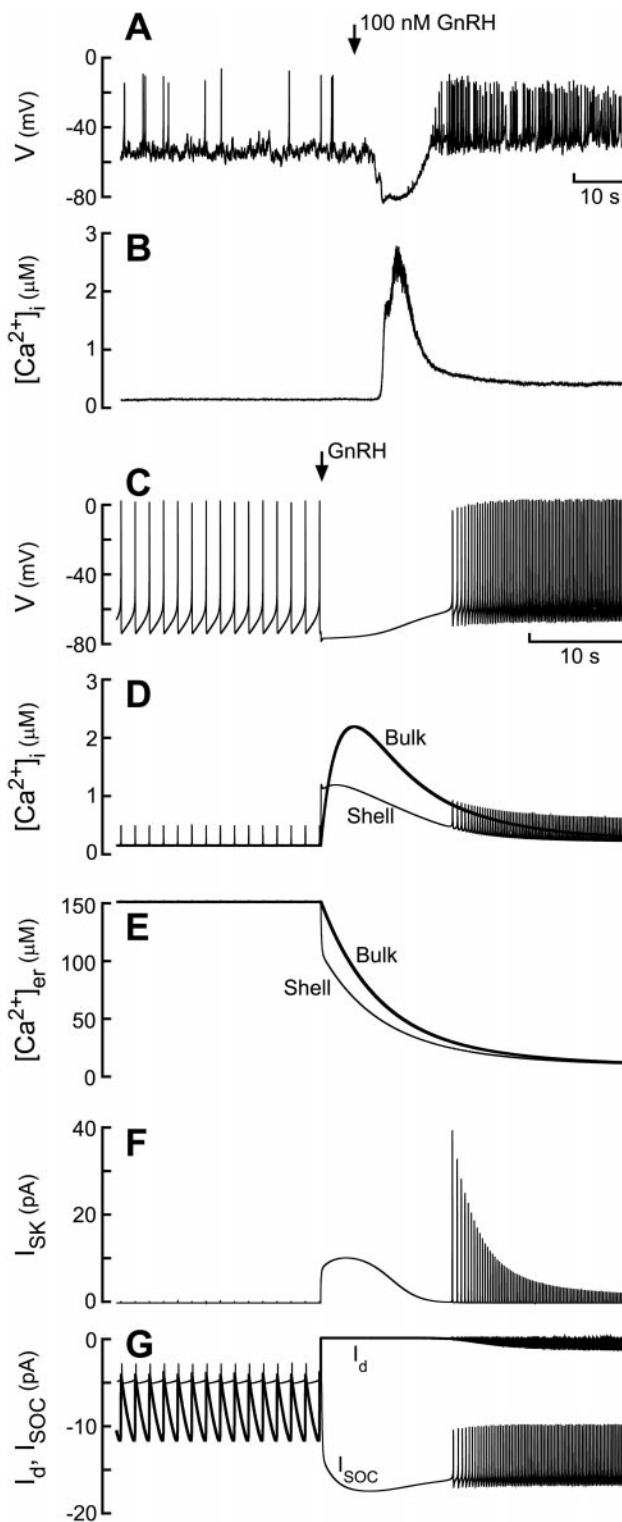 A
100 nM GnRH
0
-40
-80
V (mV)
10 s
B
3
2
1
0
[Ca2+]i (μM)
GnRH
C
0
-40
-80
V (mV)
10 s
D
3
2
1
0
[Ca2+]i (μM)
Bulk
Shell
E
150
100
50
0
[Ca2+]er (μM)
Bulk
Shell
F
40
20
0
ISK (pA)
G
0
-10
-20
Id, ISOC (pA)
Id
ISOC